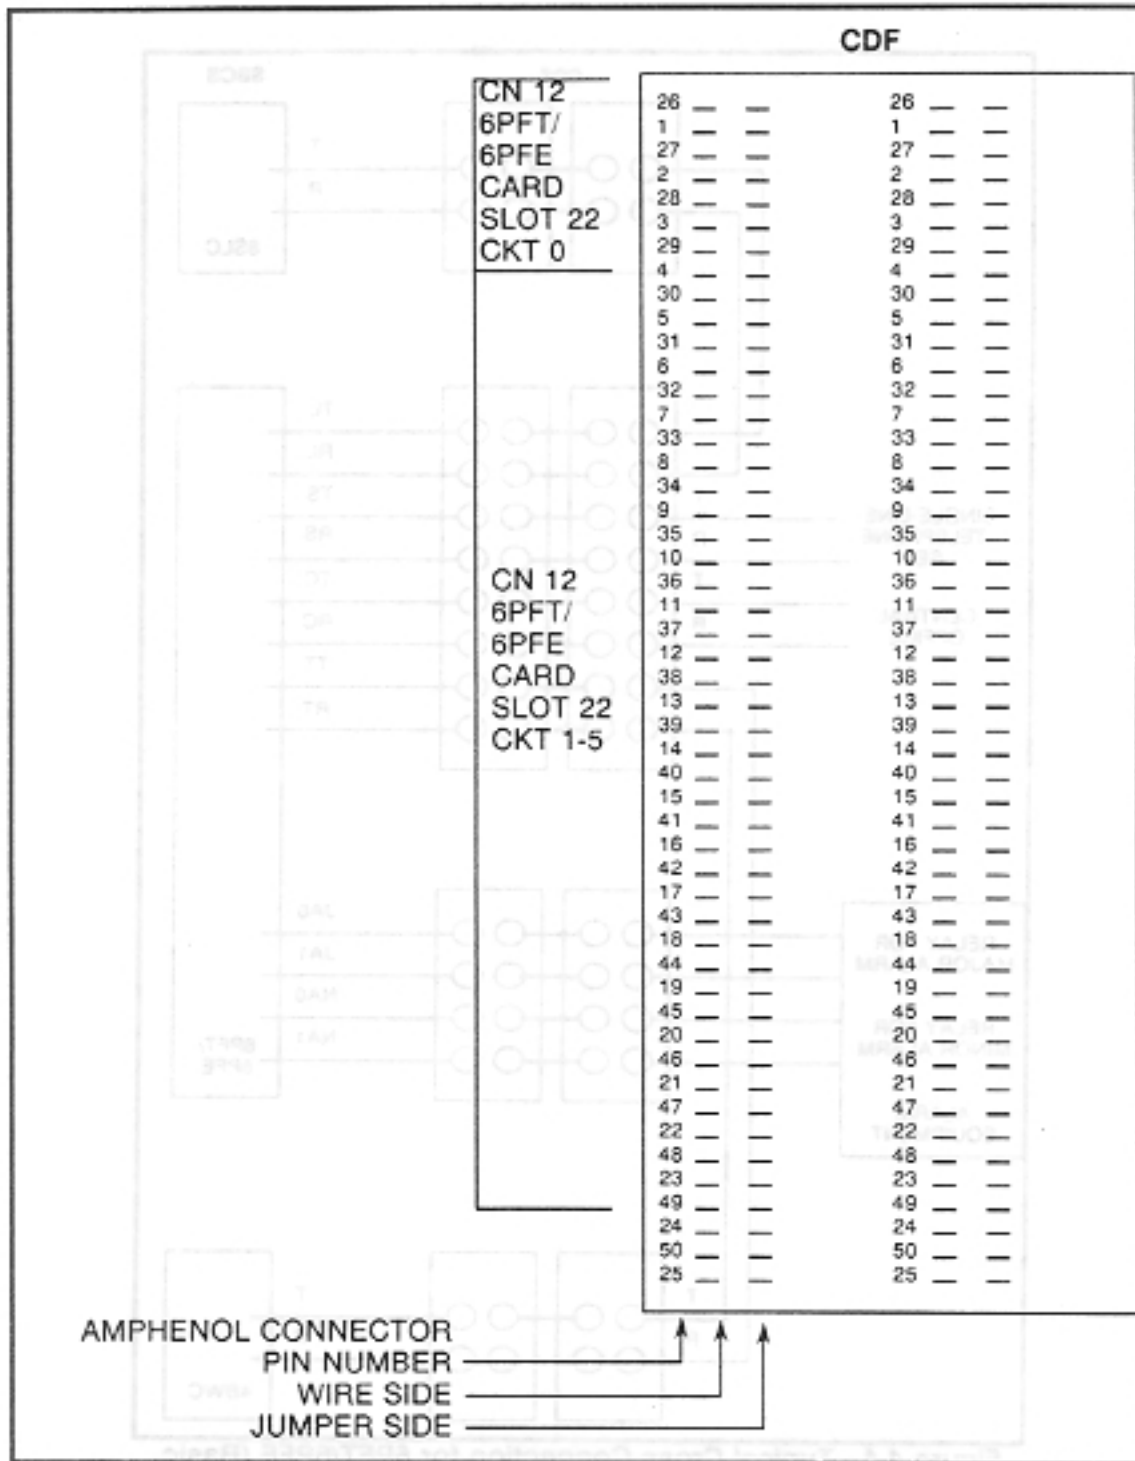 CDF
CN 12
6PFT/
6PFE
CARD
SLOT 22
CKT 0
CN 12
6PFT/
6PFE
CARD
SLOT 22
CKT 1-5
26 26
1 1
27 27
2 2
28 28
3 3
29 29
4 4
30 30
5 5
31 31
6 6
32 32
7 7
33 33
8 8
34 34
9 9
35 35
10 10
36 36
11 11
37 37
12 12
38 38
13 13
39 39
14 14
40 40
15 15
41 41
16 16
42 42
17 17
43 43
18 18
44 44
19 19
45 45
20 20
46 46
21 21
47 47
22 22
48 48
23 23
49 49
24 24
50 50
25 25
AMPHENOL CONNECTOR
PIN NUMBER
WIRE SIDE
JUMPER SIDE